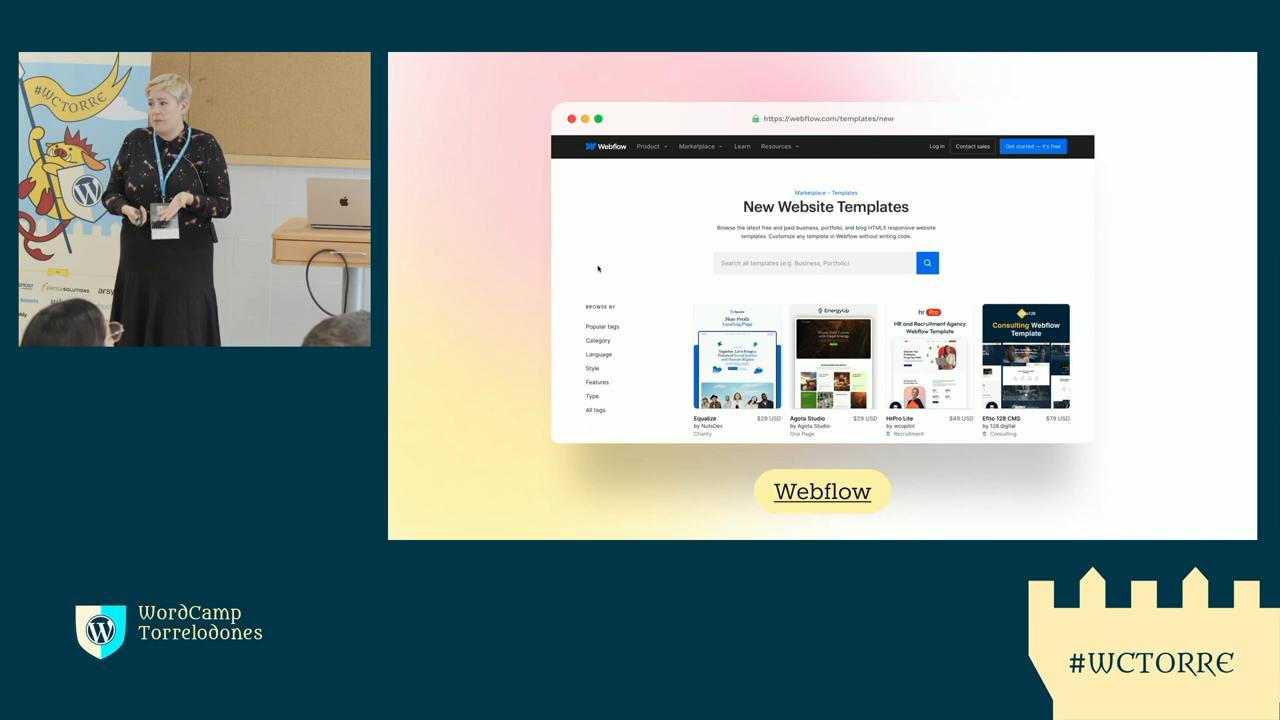 #WCTORRE
https://webflow.com/templates/new
Webflow
Product
Marketplace
Learn
Resources
Log in
Contact sales
Get started — it's free
Marketplace > Templates
New Website Templates
Browse the latest free and paid business, portfolio, and blog HTML5 responsive website
templates. Customize any template in Webflow without writing code.
Search all templates (e.g. Business, Portfolio)
BROWSE BY
Popular tags
Category
Language
Style
Features
Type
All tags
Non-Profit
Landing Page
EnergyUp
hr Pro
HR and Recruitment Agency
Webflow Template
Consulting Webflow
Template
Equalize $29 USD
by NutsDev
Charity
Agota Studio $29 USD
by Agota Studio
One Page
HrPro Lite $49 USD
by wcopilot
Recruitment
Efito 128 CMS $79 USD
by 128.digital
Consulting
Webflow
WordCamp
Torrelodones
#WCTORRE